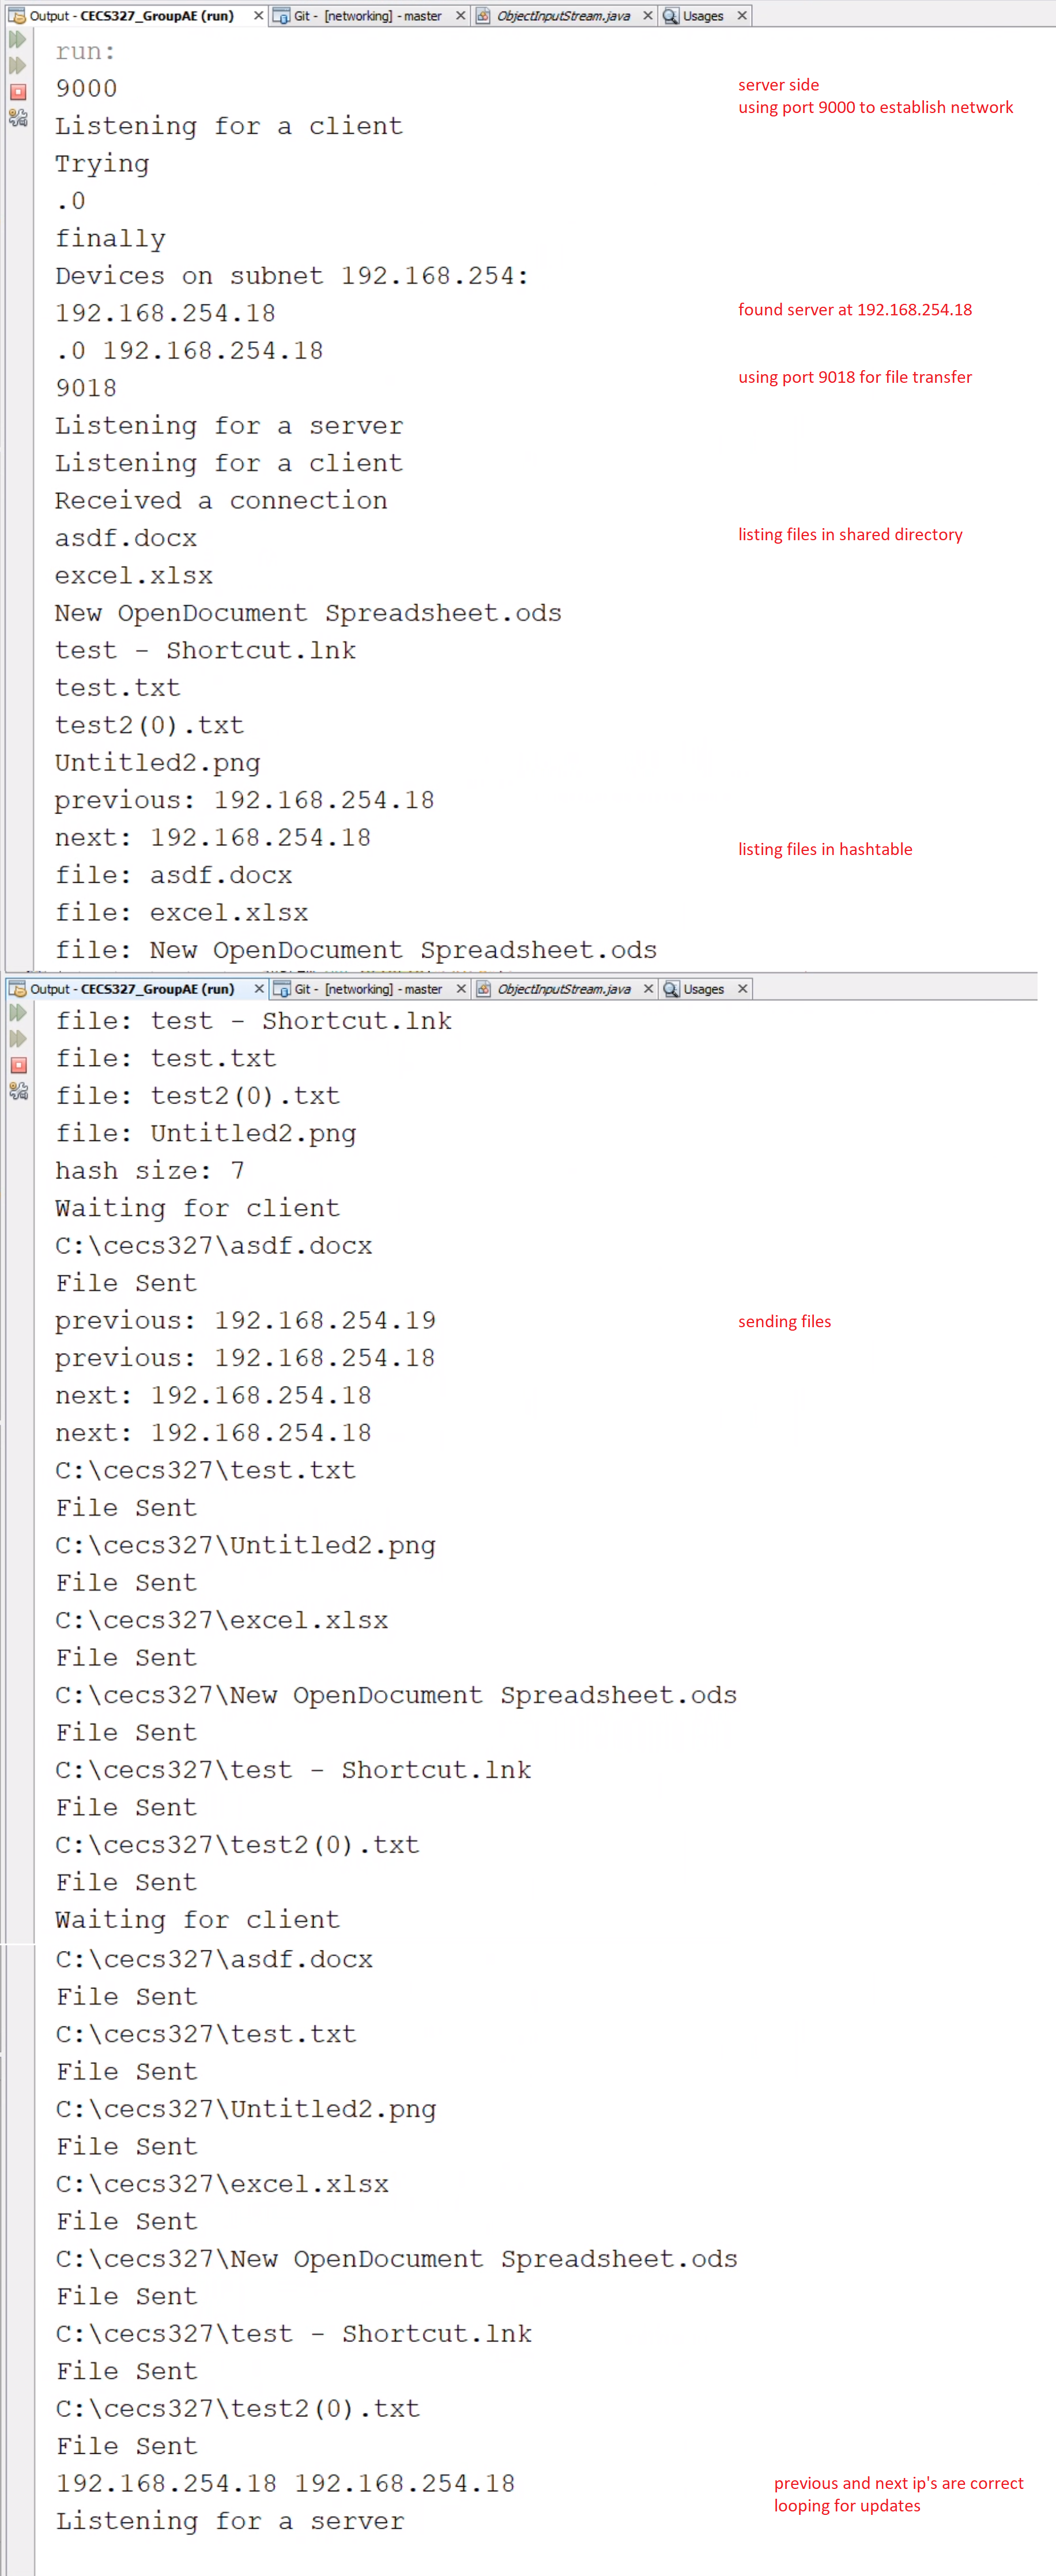 Output - CECS327_GroupAE (run) Git - [networking] - master ObjectInputStream.java Usages
run:
9000
server side
using port 9000 to establish network
Listening for a client
Trying
.0
finally
Devices on subnet 192.168.254:
192.168.254.18
found server at 192.168.254.18
.0 192.168.254.18
9018
using port 9018 for file transfer
Listening for a server
Listening for a client
Received a connection
asdf.docx
listing files in shared directory
excel.xlsx
New OpenDocument Spreadsheet.ods
test - Shortcut.lnk
test.txt
test2(0).txt
Untitled2.png
previous: 192.168.254.18
next: 192.168.254.18
listing files in hashtable
file: asdf.docx
file: excel.xlsx
file: New OpenDocument Spreadsheet.ods
Output - CECS327_GroupAE (run) Git - [networking] - master ObjectInputStream.java Usages
file: test - Shortcut.lnk
file: test.txt
file: test2(0).txt
file: Untitled2.png
hash size: 7
Waiting for client
C:\cecs327\asdf.docx
File Sent
previous: 192.168.254.19
sending files
previous: 192.168.254.18
next: 192.168.254.18
next: 192.168.254.18
C:\cecs327\test.txt
File Sent
C:\cecs327\Untitled2.png
File Sent
C:\cecs327\excel.xlsx
File Sent
C:\cecs327\New OpenDocument Spreadsheet.ods
File Sent
C:\cecs327\test - Shortcut.lnk
File Sent
C:\cecs327\test2(0).txt
File Sent
Waiting for client
C:\cecs327\asdf.docx
File Sent
C:\cecs327\test.txt
File Sent
C:\cecs327\Untitled2.png
File Sent
C:\cecs327\excel.xlsx
File Sent
C:\cecs327\New OpenDocument Spreadsheet.ods
File Sent
C:\cecs327\test - Shortcut.lnk
File Sent
C:\cecs327\test2(0).txt
File Sent
192.168.254.18 192.168.254.18
previous and next ip's are correct
looping for updates
Listening for a server